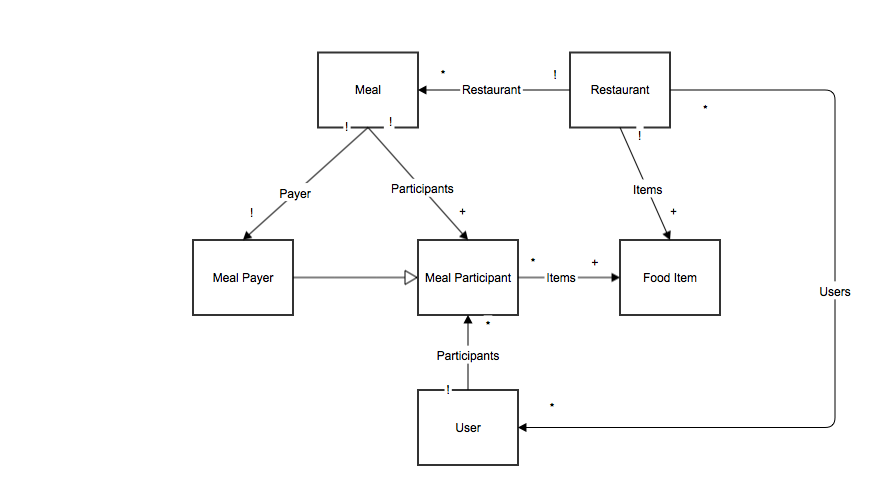 *
!
Meal
Restaurant
Restaurant
*
!
!
!
Payer
Participants
Items
!
+
+
Meal Payer
Meal Participant
*
Items
+
Food Item
Users
*
Participants
!
*
User